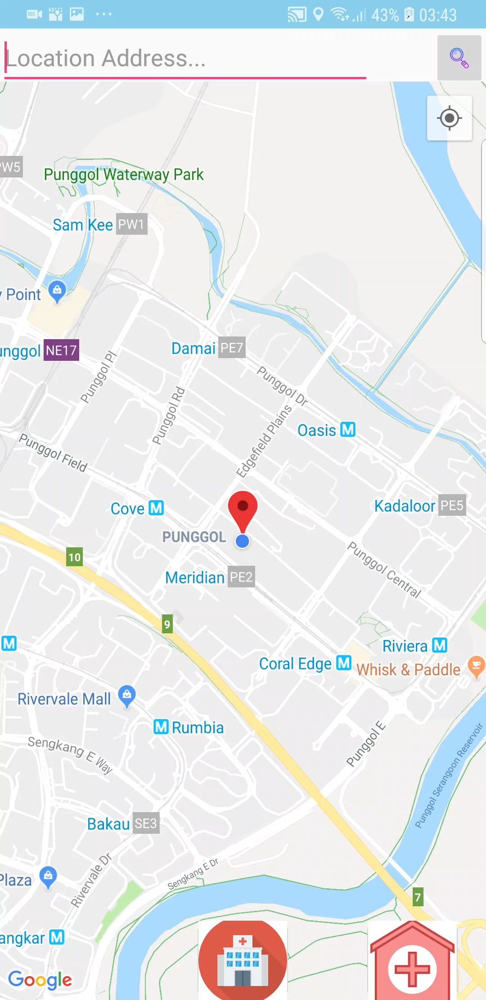 REC. 43% 03:43
Location Address...
PW5
Punggol Waterway Park
Sam Kee PW1
Point
unggol NE17
Damai PE7
Punggol Pl
Punggol Rd
Punggol Dr
Edgefield Plains
Oasis M
Punggol Field
Cove M
Kadaloor PE5
PUNGGOL
10
Meridian PE2
Punggol Central
9
M
Riviera M
Coral Edge M
Whisk & Paddle
Rivervale Mall
M Rumbia
Punggol E
Sengkang E Way
Punggol Serangoon Reservoir
Bakau SE3
Rivervale Dr
Sengkang E Dr
Plaza
7
angkar M
Google